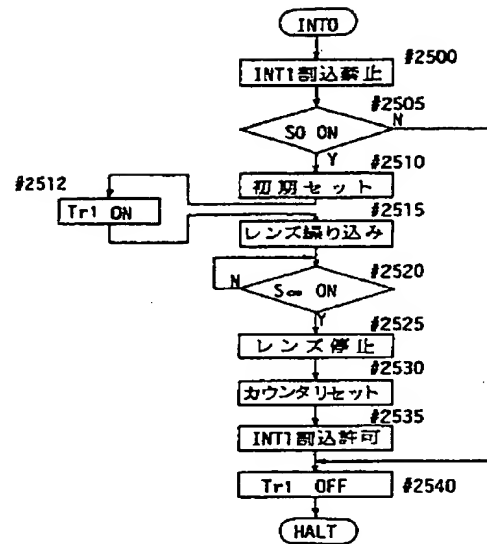 INT0
#2500
INT1割込禁止
#2505
S0 ON
N
Y
#2510
初期セット
#2512
Tr1 ON
#2515
レンズ繰り込み
#2520
N
S∞ ON
Y
#2525
レンズ停止
#2530
カウンタリセット
#2535
INT1割込許可
Tr1 OFF
#2540
HALT